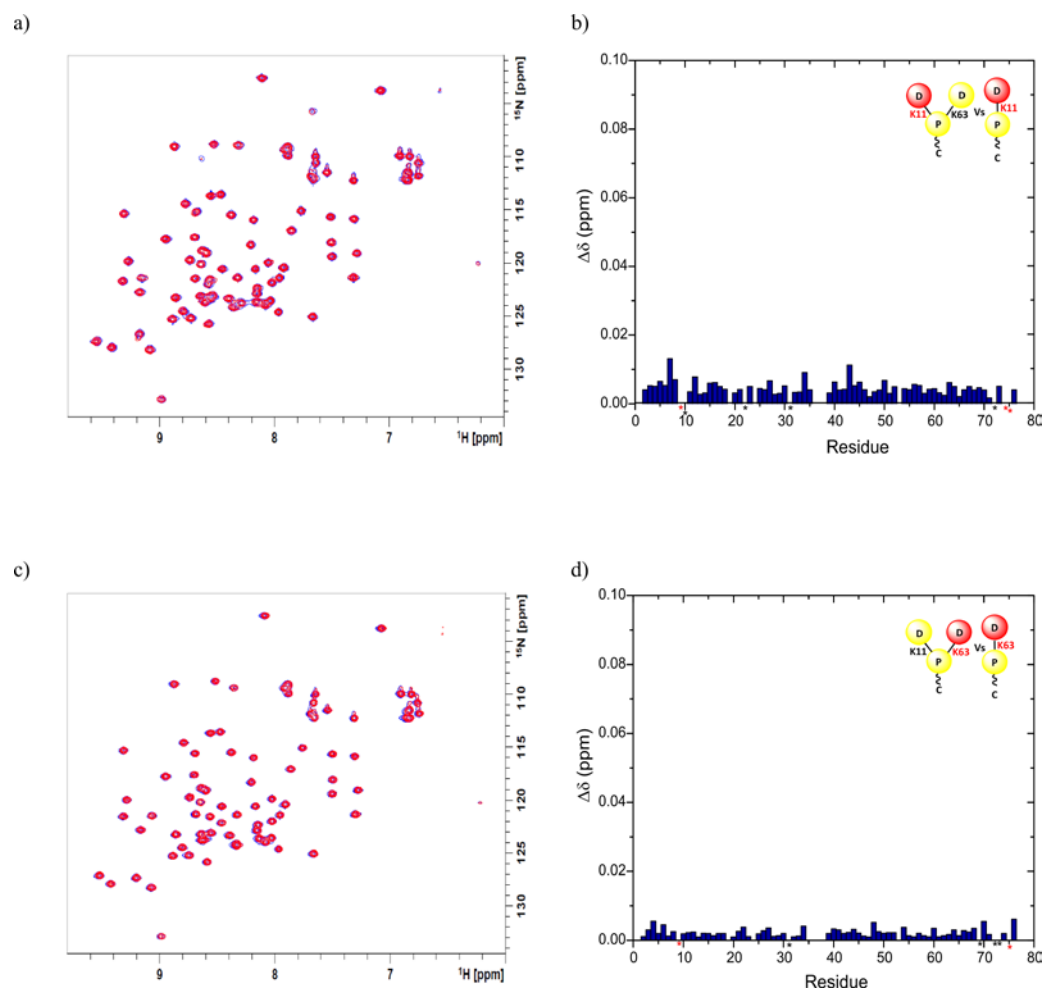 a)
15N [ppm]
110
115
120
125
130
9
8
7
1H [ppm]
b)
0.10
0.08
0.06
0.04
0.02
0.00
Δδ (ppm)
D D D
K11 K63 Vs K11
P P
C C
* * * * * * *
0 10 20 30 40 50 60 70 80
Residue
c)
15N [ppm]
110
115
120
125
130
9
8
7
1H [ppm]
d)
0.10
0.08
0.06
0.04
0.02
0.00
Δδ (ppm)
D D D
K11 K63 Vs K63
P P
C C
* * * * * *
0 10 20 30 40 50 60 70 80
Residue